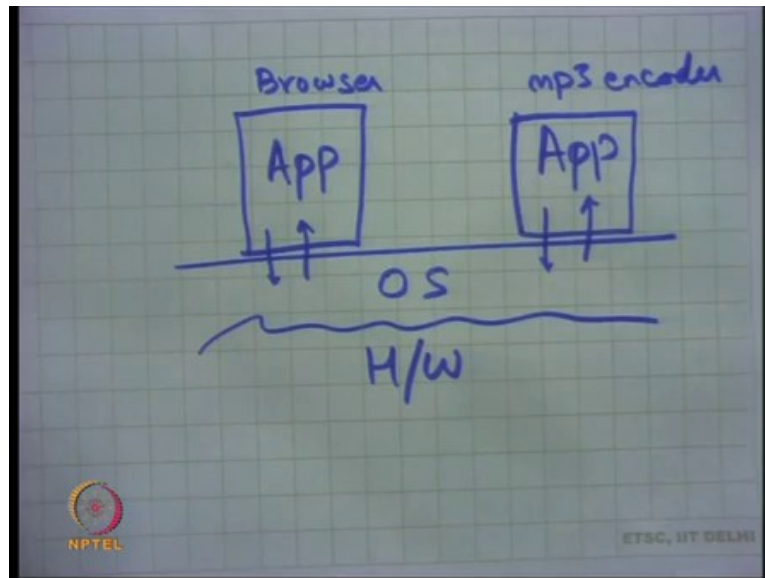 Browser
mp3 encoder
App
App
OS
H/W
NPTEL
ETSC, IIT DELHI